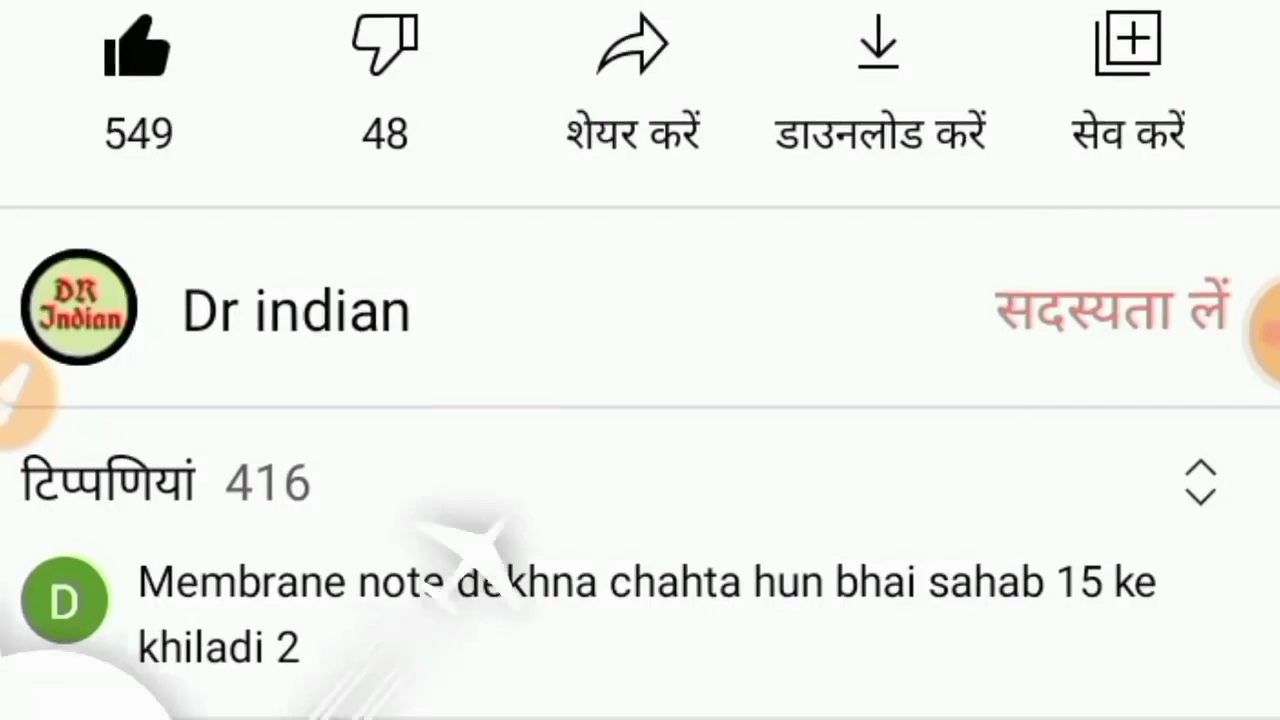 549
48
शेयर करें
डाउनलोड करें
सेव करें
DR
Indian
Dr indian
सदस्यता लें
टिप्पणियां 416
D
Membrane note dekhna chahta hun bhai sahab 15 ke
khiladi 2